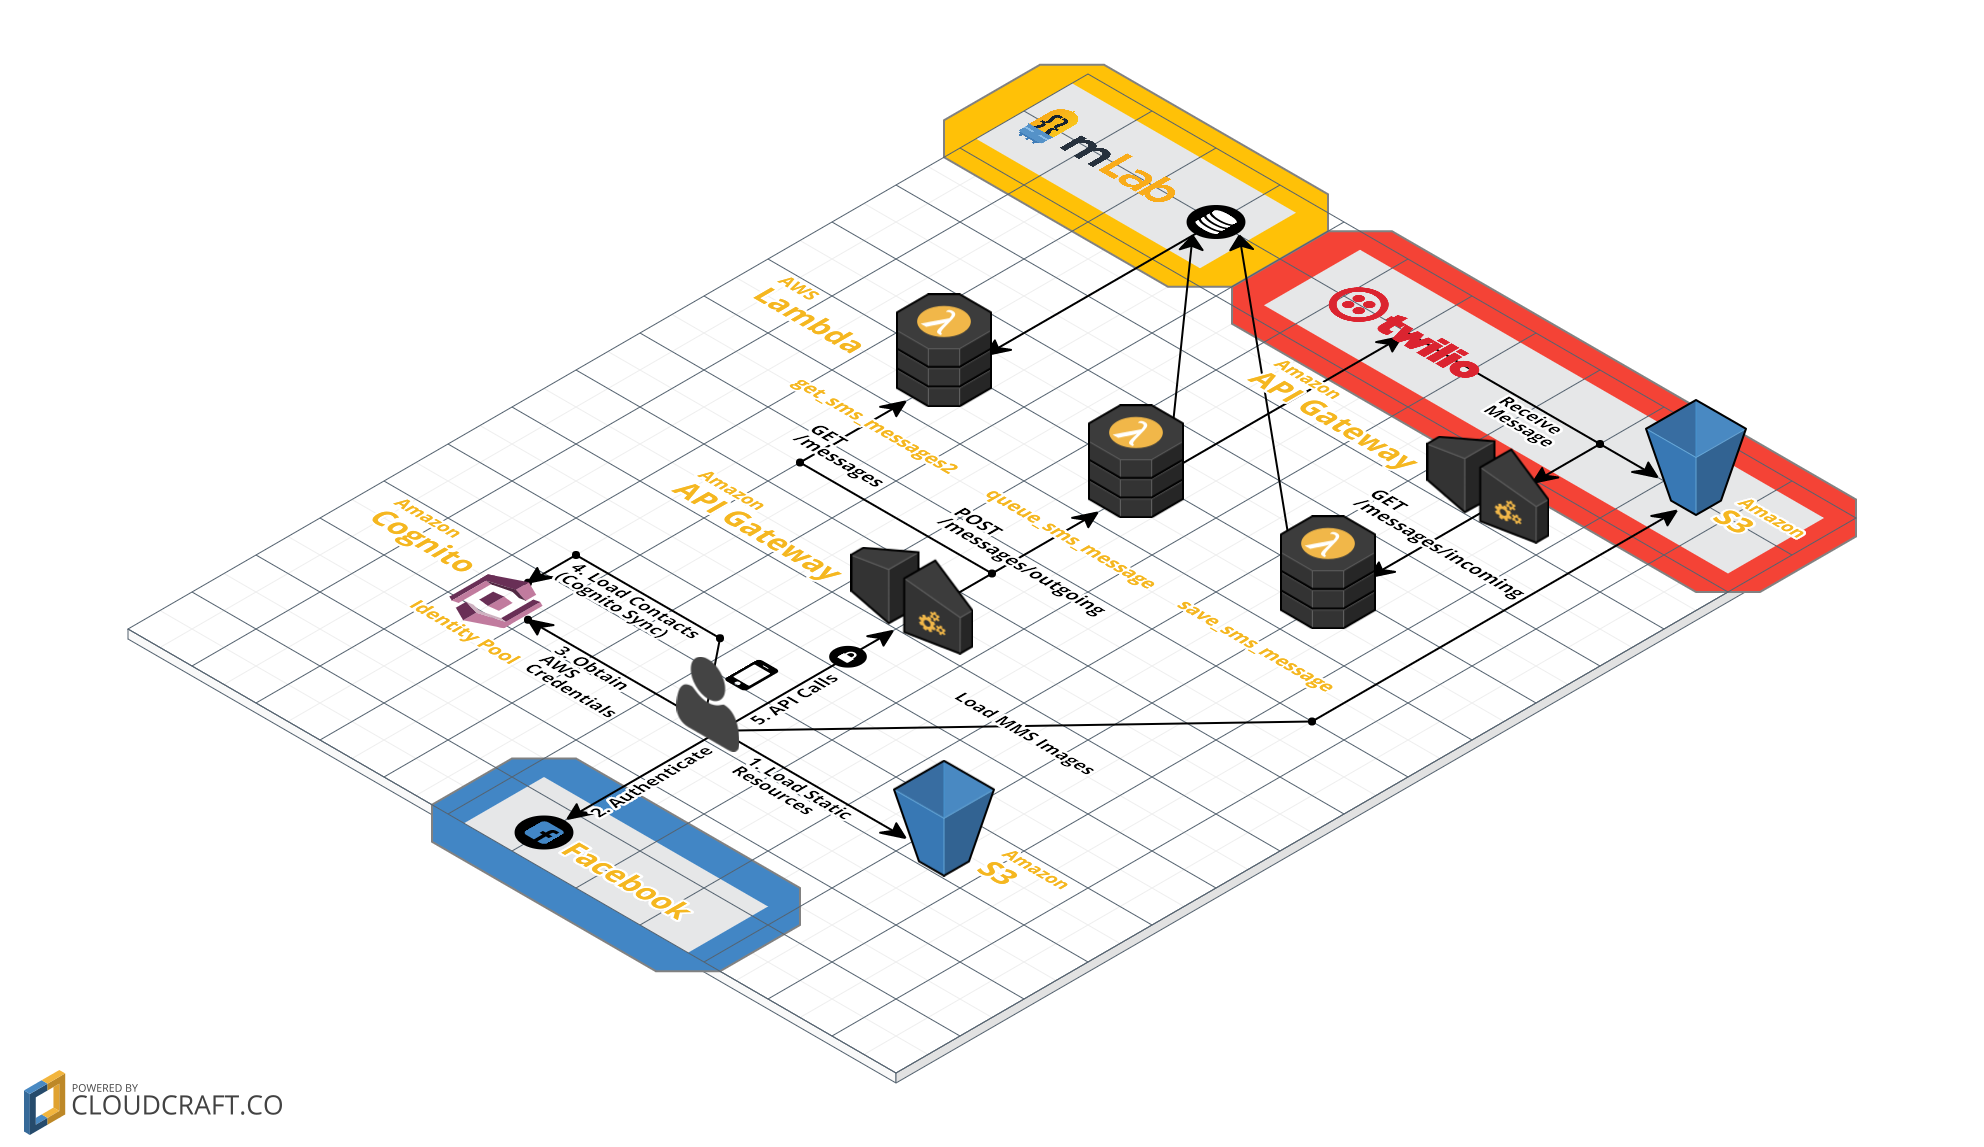 mLab
twilio
AWS
Lambda
get_sms_messages2
GET
/messages
Amazon
API Gateway
Receive
Message
Amazon
S3
Amazon
API Gateway
POST
/messages/outgoing
queue_sms_message
GET
/messages/incoming
save_sms_message
Amazon
Cognito
Identity Pool
4. Load Contacts
(Cognito Sync)
3. Obtain
AWS
Credentials
5. API Calls
Load MMS Images
2. Authenticate
1. Load Static
Resources
Facebook
Amazon
S3
POWERED BY
CLOUDCRAFT.CO